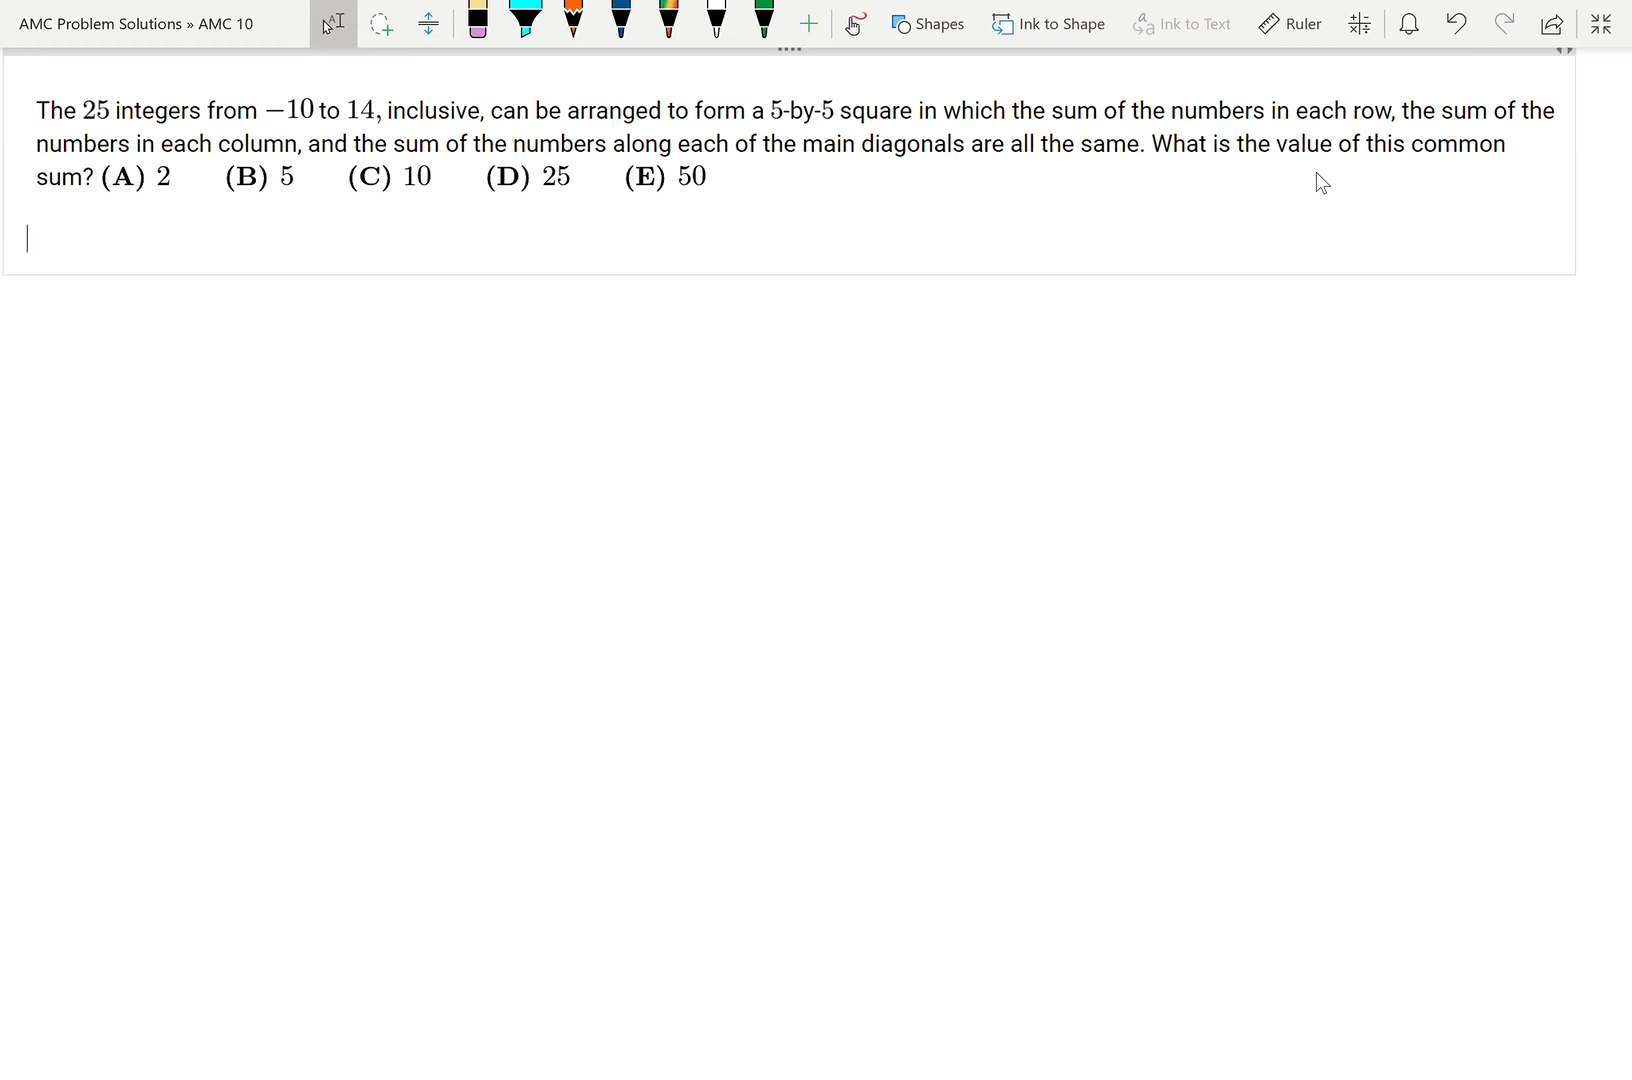 AMC Problem Solutions » AMC 10 Shapes Ink to Shape Ink to Text Ruler
The 25 integers from −10 to 14, inclusive, can be arranged to form a 5-by-5 square in which the sum of the numbers in each row, the sum of the
numbers in each column, and the sum of the numbers along each of the main diagonals are all the same. What is the value of this common
sum? (A) 2 (B) 5 (C) 10 (D) 25 (E) 50